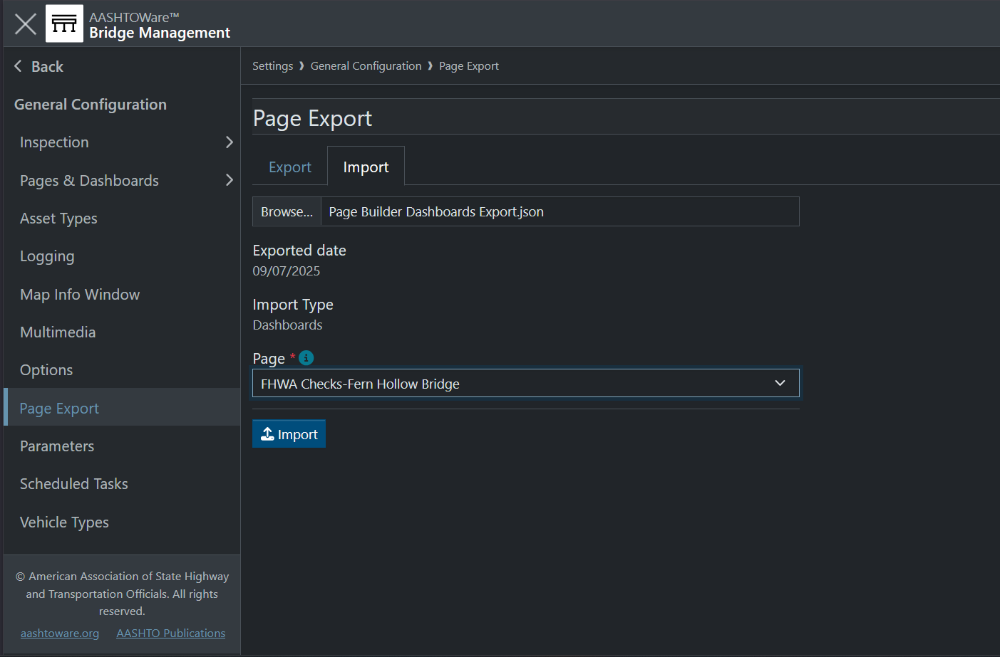 AASHTOWare™
Bridge Management
Back
General Configuration
Inspection
Pages & Dashboards
Asset Types
Logging
Map Info Window
Multimedia
Options
Page Export
Parameters
Scheduled Tasks
Vehicle Types
© American Association of State Highway
and Transportation Officials. All rights
reserved.
aashtoware.org AASHTO Publications
Settings ❱ General Configuration ❱ Page Export
Page Export
Export Import
Browse... Page Builder Dashboards Export.json
Exported date
09/07/2025
Import Type
Dashboards
Page *
FHWA Checks-Fern Hollow Bridge
Import